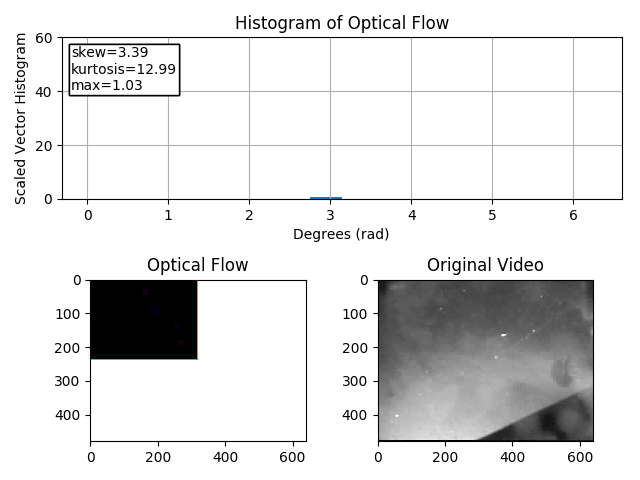 Histogram of Optical Flow
Scaled Vector Histogram
60
40
20
0
skew=3.39
kurtosis=12.99
max=1.03
0 1 2 3 4 5 6
Degrees (rad)
Optical Flow
0
100
200
300
400
0 200 400 600
Original Video
0
100
200
300
400
0 200 400 600